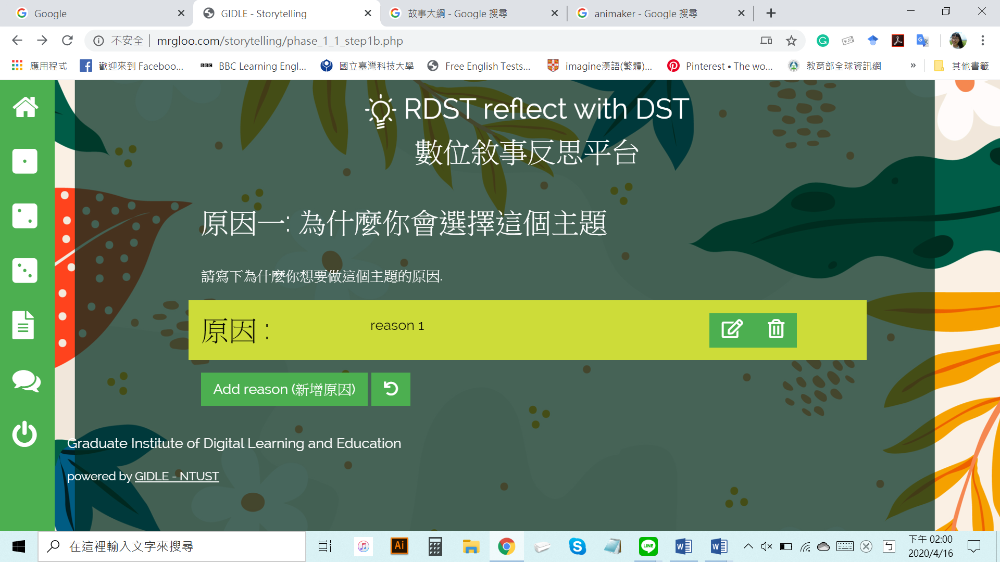 Google
GIDLE - Storytelling
故事大綱 - Google 搜尋
animaker - Google 搜尋
不安全
mrgloo.com/storytelling/phase_1_1_step1b.php
應用程式
歡迎來到 Faceboo...
BBC
BBC Learning Engl...
國立臺灣科技大學
Free English Tests...
imagine漢語(繁體)...
Pinterest • The wo...
教育部全球資訊網
»
其他書籤
RDST reflect with DST
數位敘事反思平台
原因一: 為什麼你會選擇這個主題
請寫下為什麼你想要做這個主題的原因.
原因 :
reason 1
Add reason (新增原因)
Graduate Institute of Digital Learning and Education
powered by GIDLE - NTUST
在這裡輸入文字來搜尋
Ai
LINE
ㄅ
下午 02:00
2020/4/16